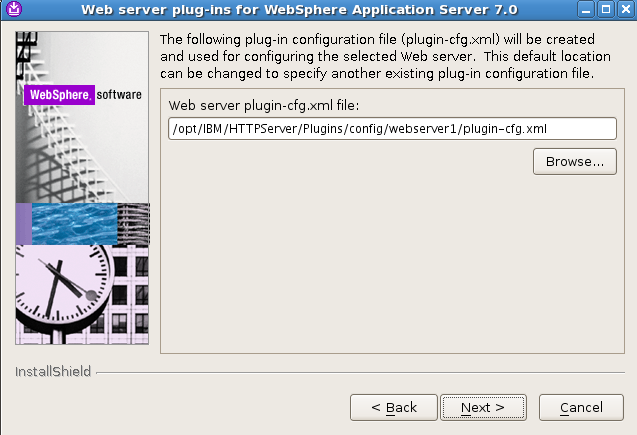 Web server plug-ins for WebSphere Application Server 7.0
The following plug-in configuration file (plugin-cfg.xml) will be created
and used for configuring the selected Web server.  This default location
can be changed to specify another existing plug-in configuration file.
WebSphere. software
Web server plugin-cfg.xml file:
/opt/IBM/HTTPServer/Plugins/config/webserver1/plugin-cfg.xml
Browse...
InstallShield
< Back
Next >
Cancel